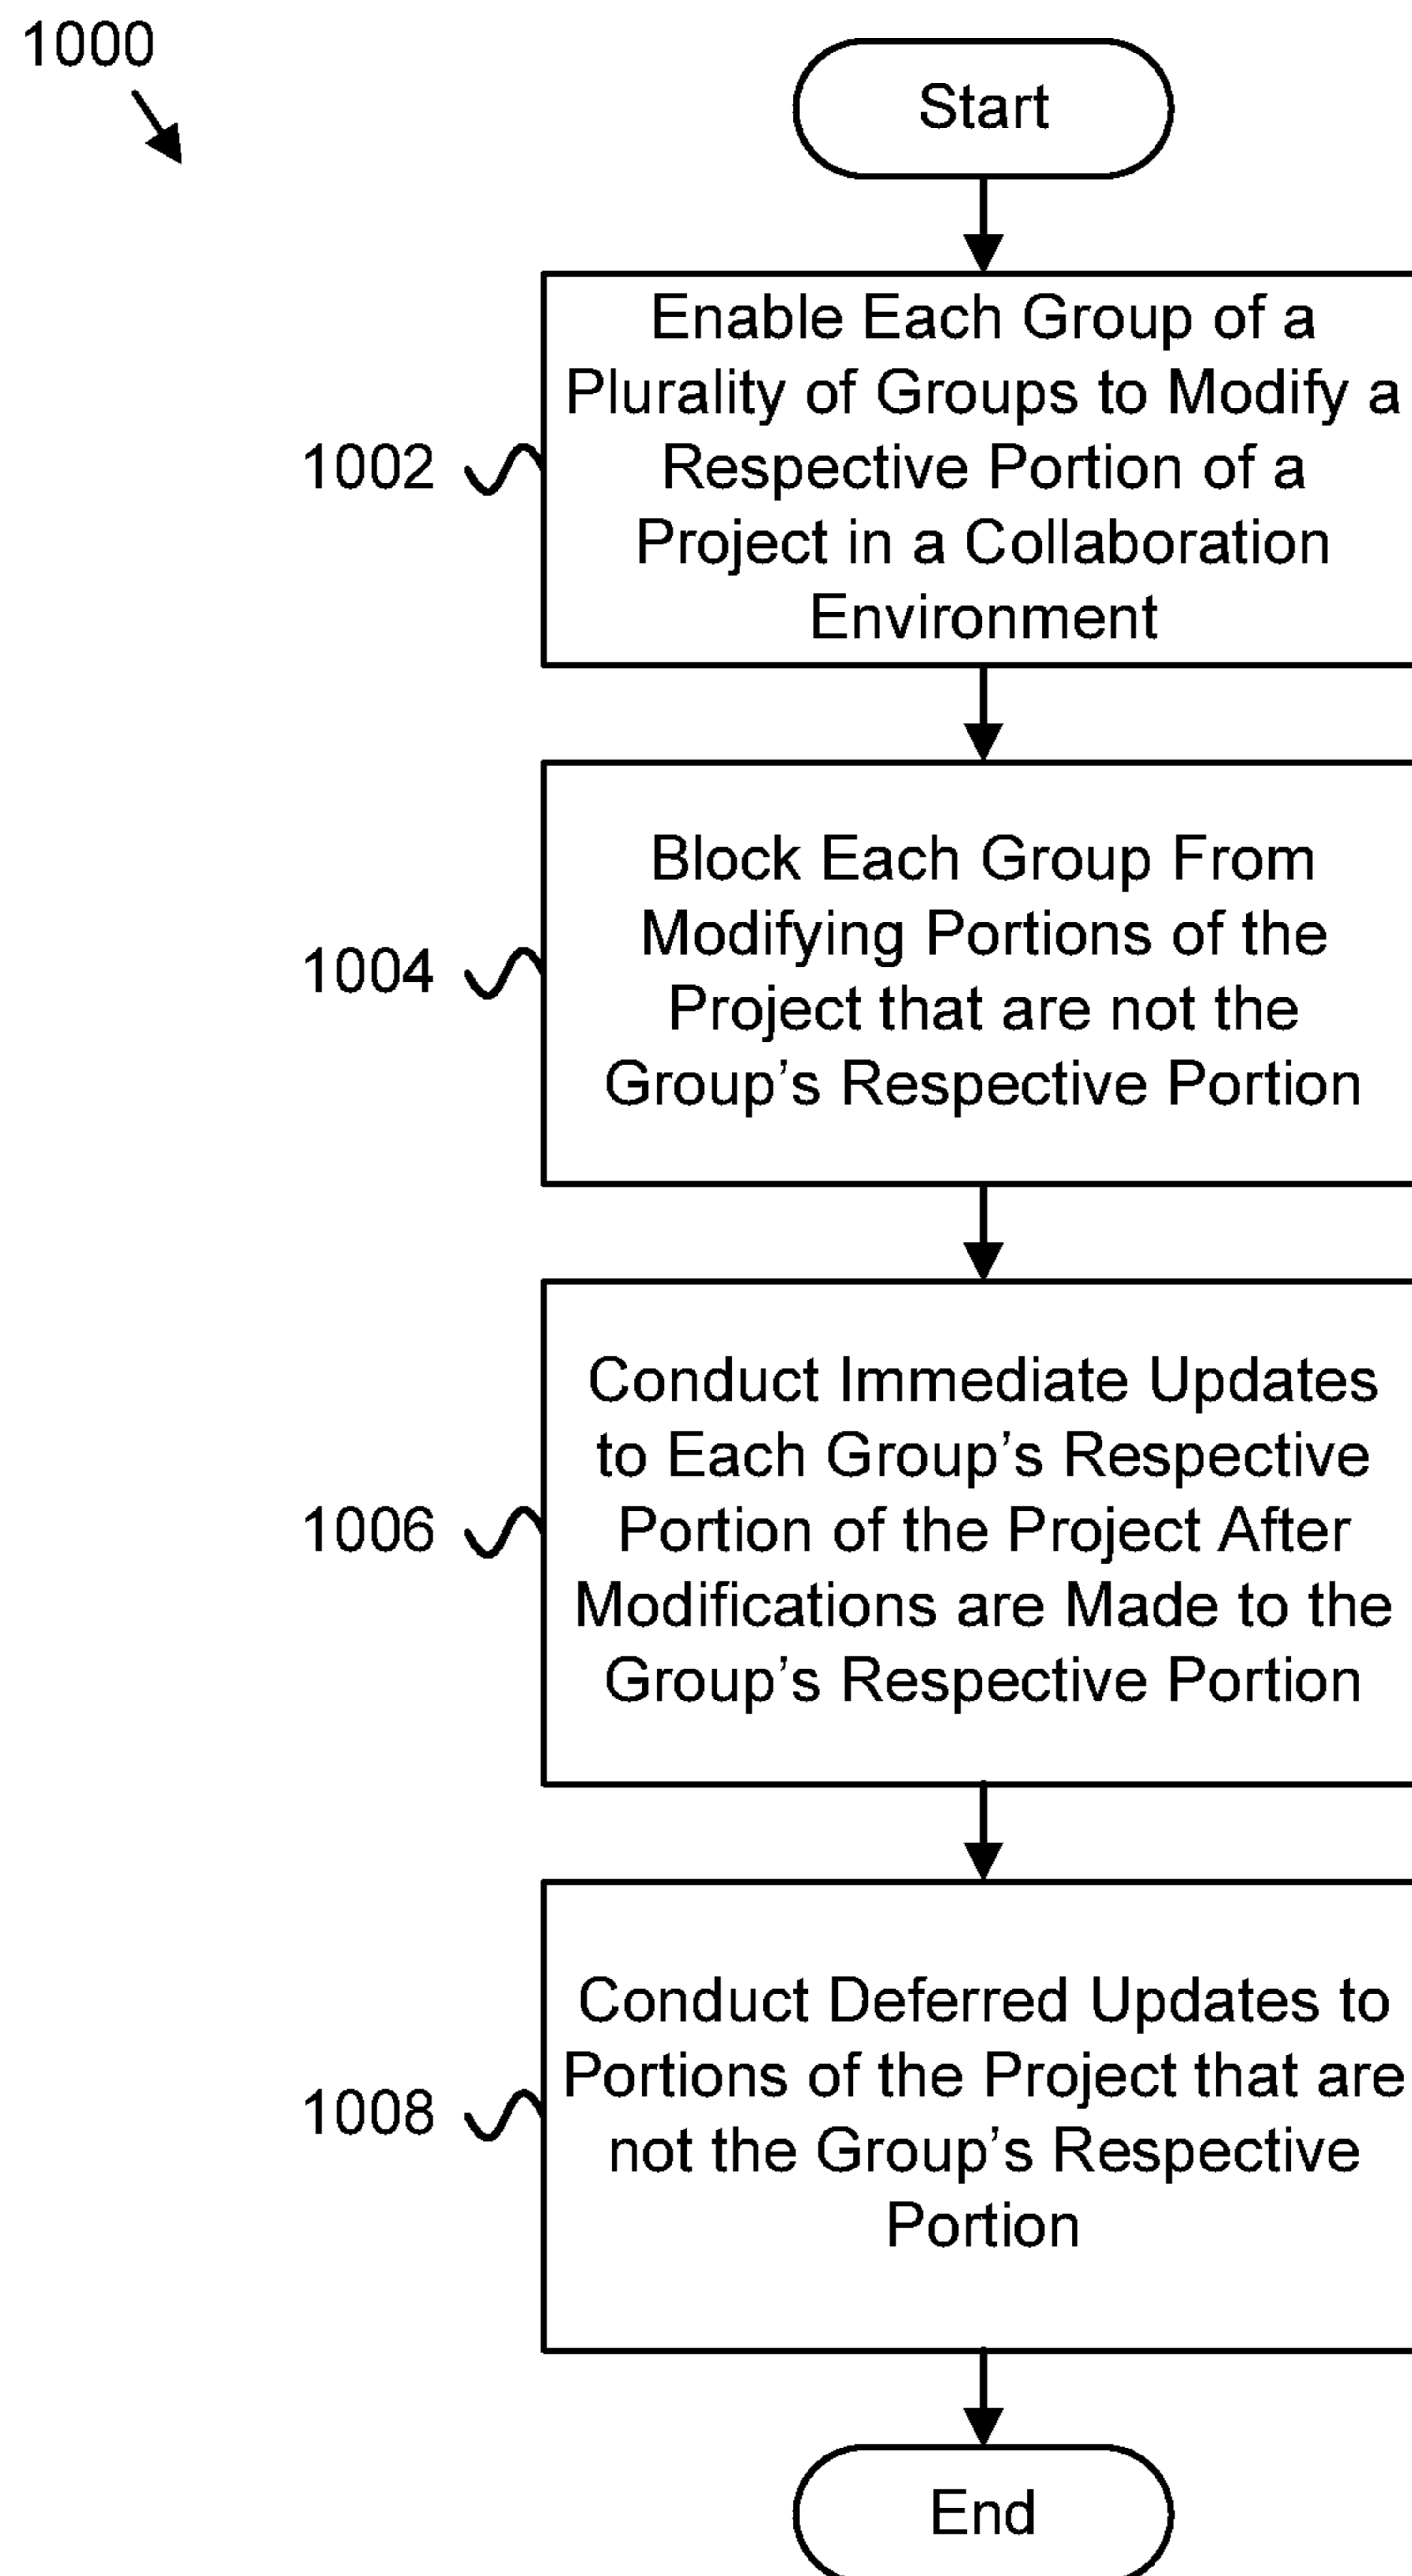 1000
Start
Enable Each Group of a
Plurality of Groups to Modify a
Respective Portion of a
Project in a Collaboration
Environment
1002
Block Each Group From
Modifying Portions of the
Project that are not the
Group’s Respective Portion
1004
Conduct Immediate Updates
to Each Group’s Respective
Portion of the Project After
Modifications are Made to the
Group’s Respective Portion
1006
Conduct Deferred Updates to
Portions of the Project that are
not the Group’s Respective
Portion
1008
End